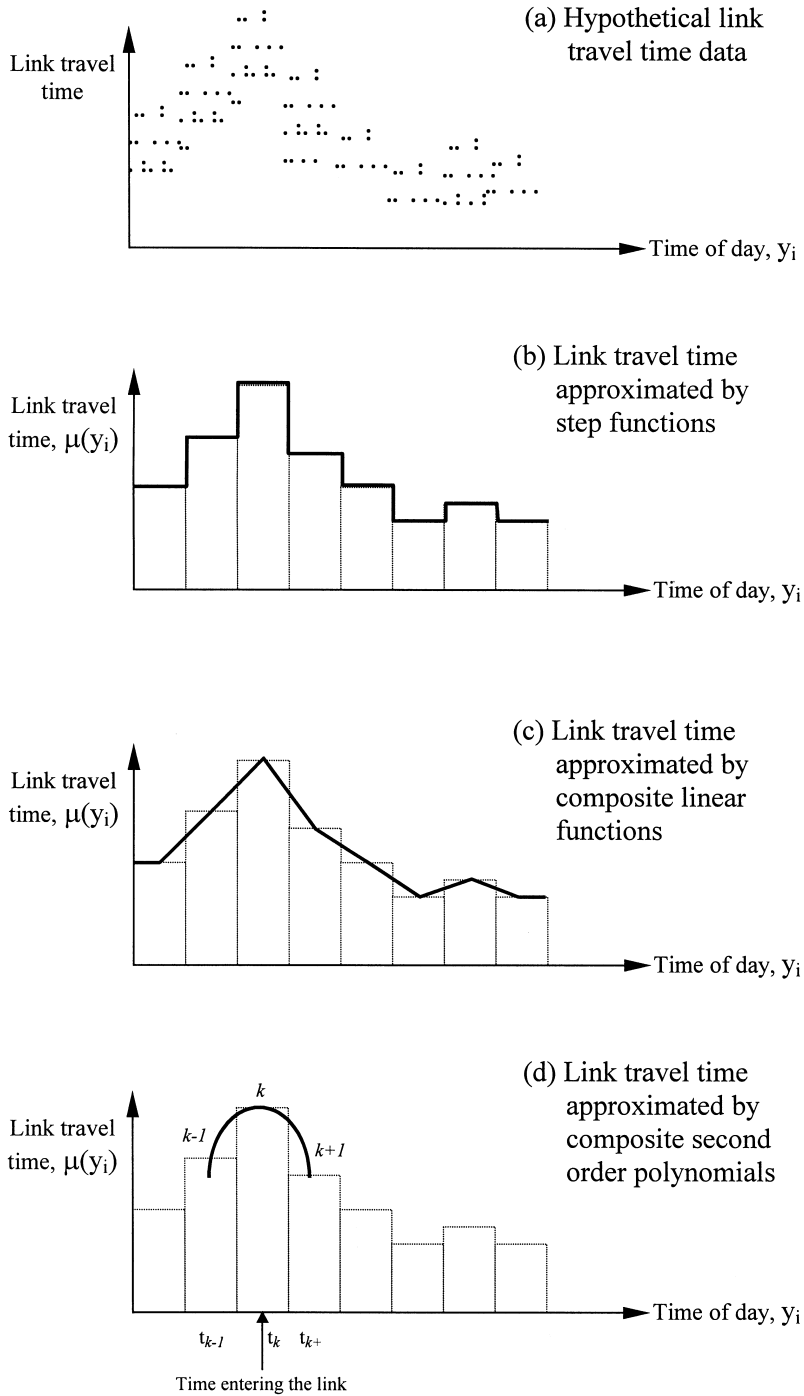 (a) Hypothetical link
travel time data
Link travel
time
Time of day, yi
(b) Link travel time
approximated by
step functions
Link travel
time, μ(yi)
Time of day, yi
(c) Link travel time
approximated by
composite linear
functions
Link travel
time, μ(yi)
Time of day, yi
(d) Link travel time
approximated by
composite second
order polynomials
k
k-1
k+1
Link travel
time, μ(yi)
Time of day, yi
tk-1 tk tk+
Time entering the link